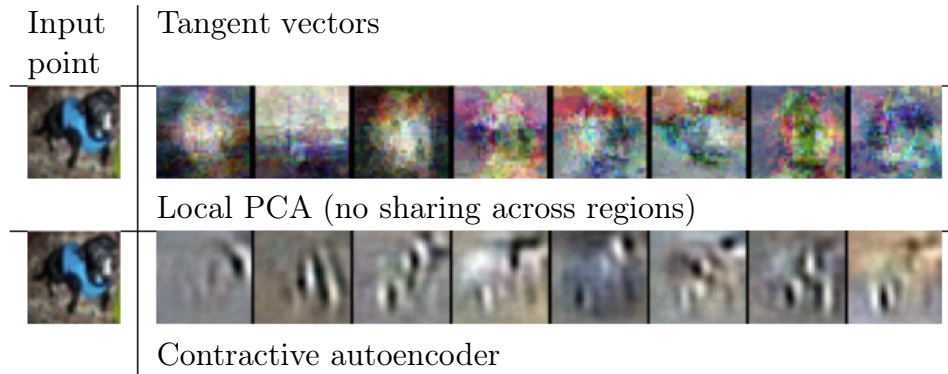 Input
point
Tangent vectors
Local PCA (no sharing across regions)
Contractive autoencoder